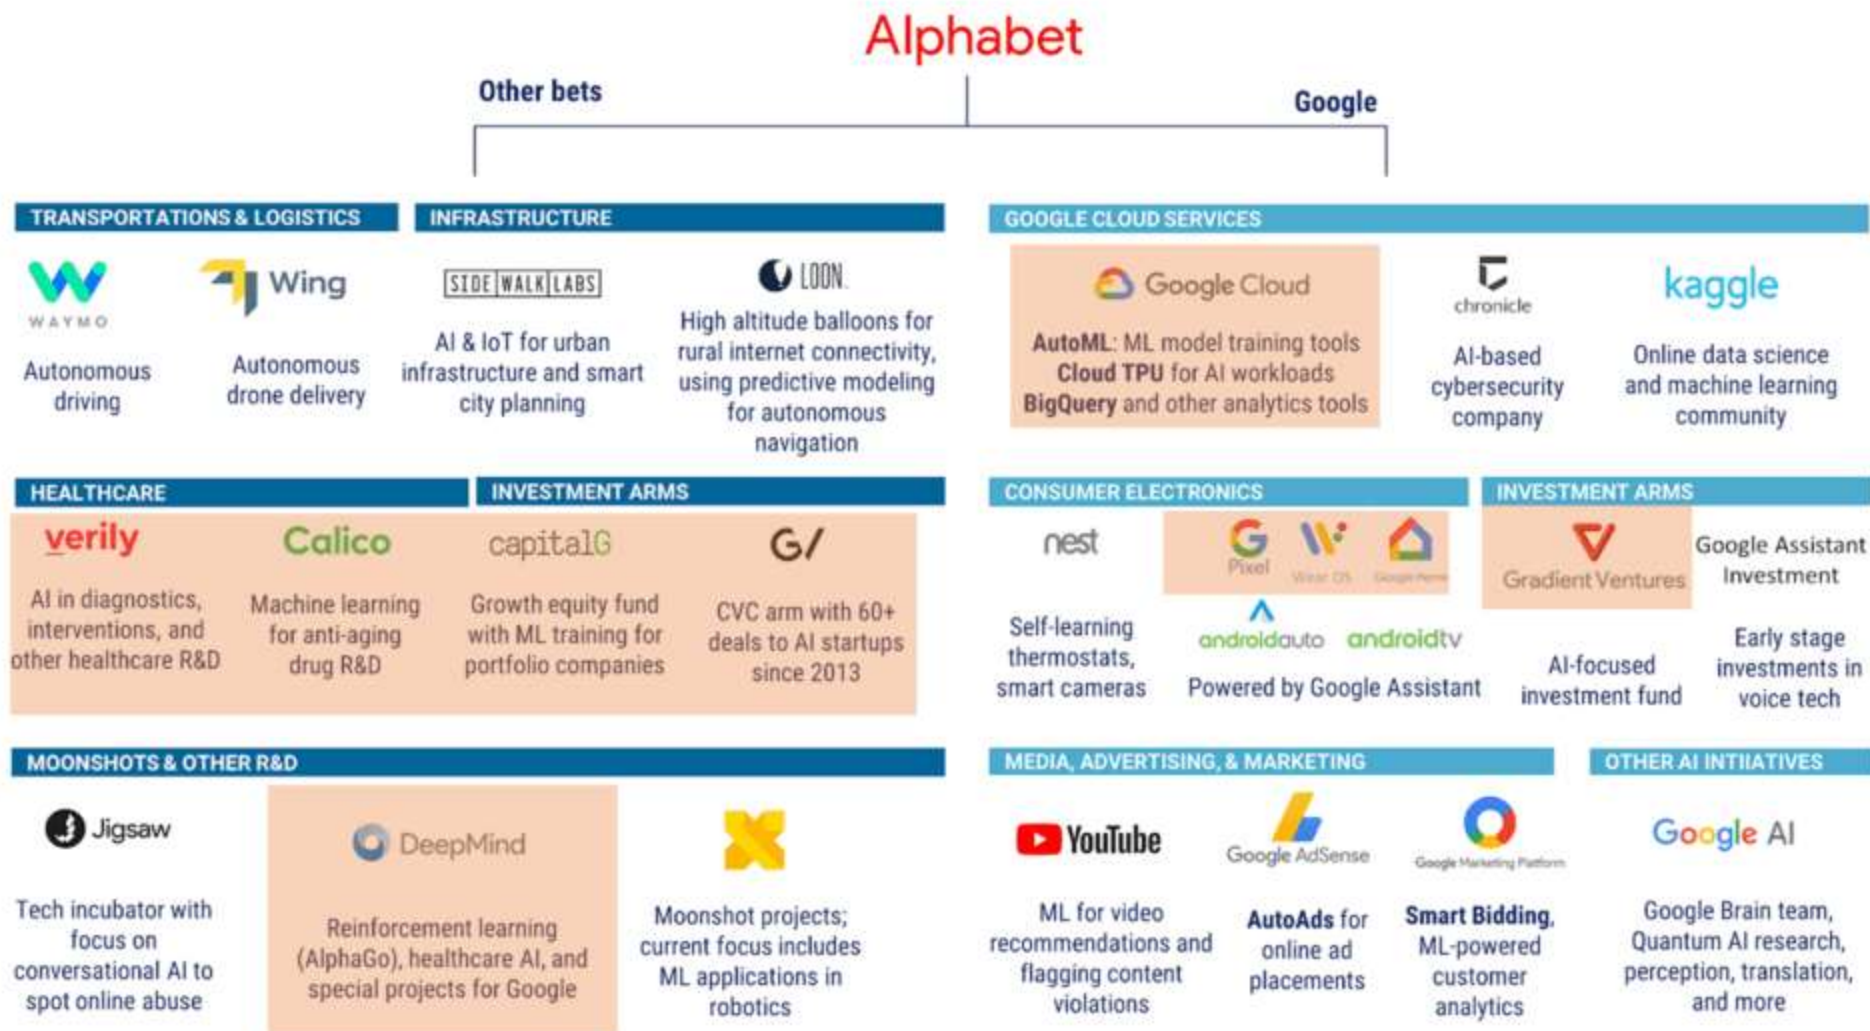 Alphabet
Other bets
Google
TRANSPORTATIONS & LOGISTICS
WAYMO
Autonomous
driving
Wing
Autonomous
drone delivery
INFRASTRUCTURE
SIDE WALK LABS
AI & IoT for urban
infrastructure and smart
city planning
LOON.
High altitude balloons for
rural internet connectivity,
using predictive modeling
for autonomous
navigation
GOOGLE CLOUD SERVICES
Google Cloud
AutoML: ML model training tools
Cloud TPU for AI workloads
BigQuery and other analytics tools
chronicle
AI-based
cybersecurity
company
kaggle
Online data science
and machine learning
community
HEALTHCARE
verily
AI in diagnostics,
interventions, and
other healthcare R&D
Calico
Machine learning
for anti-aging
drug R&D
INVESTMENT ARMS
capitalG
Growth equity fund
with ML training for
portfolio companies
G/
CVC arm with 60+
deals to AI startups
since 2013
CONSUMER ELECTRONICS
nest
Self-learning
thermostats,
smart cameras
Pixel
Wear OS
Google Home
androidauto androidtv
Powered by Google Assistant
INVESTMENT ARMS
Gradient Ventures
AI-focused
investment fund
Google Assistant
Investment
Early stage
investments in
voice tech
MOONSHOTS & OTHER R&D
Jigsaw
Tech incubator with
focus on
conversational AI to
spot online abuse
DeepMind
Reinforcement learning
(AlphaGo), healthcare AI, and
special projects for Google
Moonshot projects;
current focus includes
ML applications in
robotics
MEDIA, ADVERTISING, & MARKETING
YouTube
ML for video
recommendations and
flagging content
violations
Google AdSense
AutoAds for
online ad
placements
Google Marketing Platform
Smart Bidding,
ML-powered
customer
analytics
OTHER AI INTIIATIVES
Google AI
Google Brain team,
Quantum AI research,
perception, translation,
and more